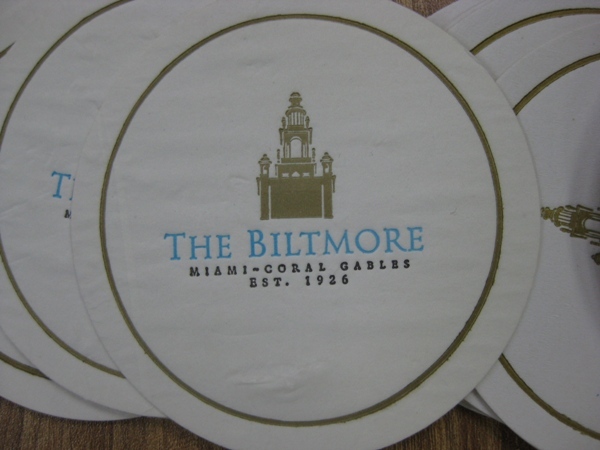 THE BILTMORE
MIAMI~CORAL GABLES
EST. 1926
T
M